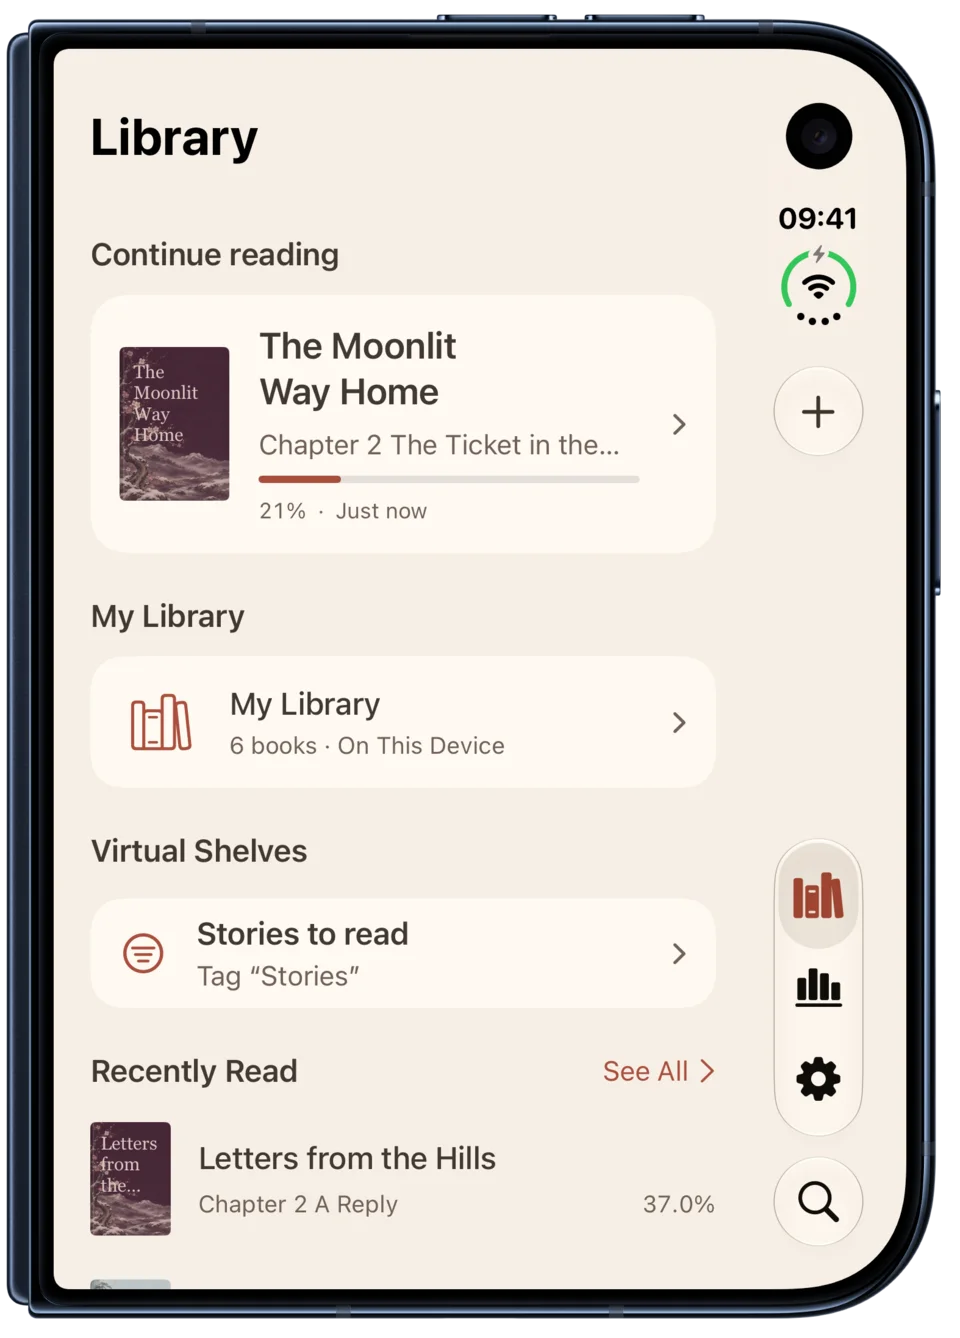 Library
09:41
Continue reading
The
Moonlit
Way
Home
The Moonlit
Way Home
Chapter 2 The Ticket in the...
21% · Just now
My Library
My Library
6 books · On This Device
Virtual Shelves
Stories to read
Tag “Stories”
Recently Read
See All
Letters
from
the...
Letters from the Hills
Chapter 2 A Reply
37.0%